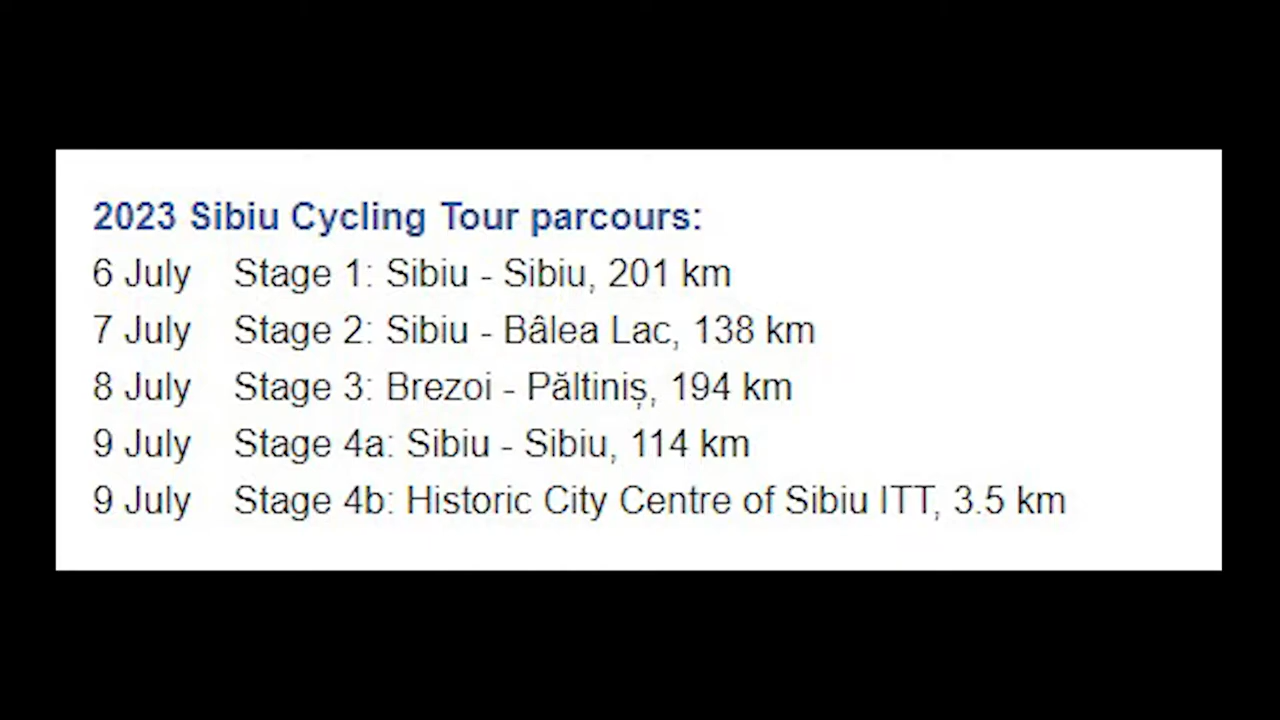 2023 Sibiu Cycling Tour parcours:
6 July Stage 1: Sibiu - Sibiu, 201 km
7 July Stage 2: Sibiu - Bâlea Lac, 138 km
8 July Stage 3: Brezoi - Păltiniș, 194 km
9 July Stage 4a: Sibiu - Sibiu, 114 km
9 July Stage 4b: Historic City Centre of Sibiu ITT, 3.5 km